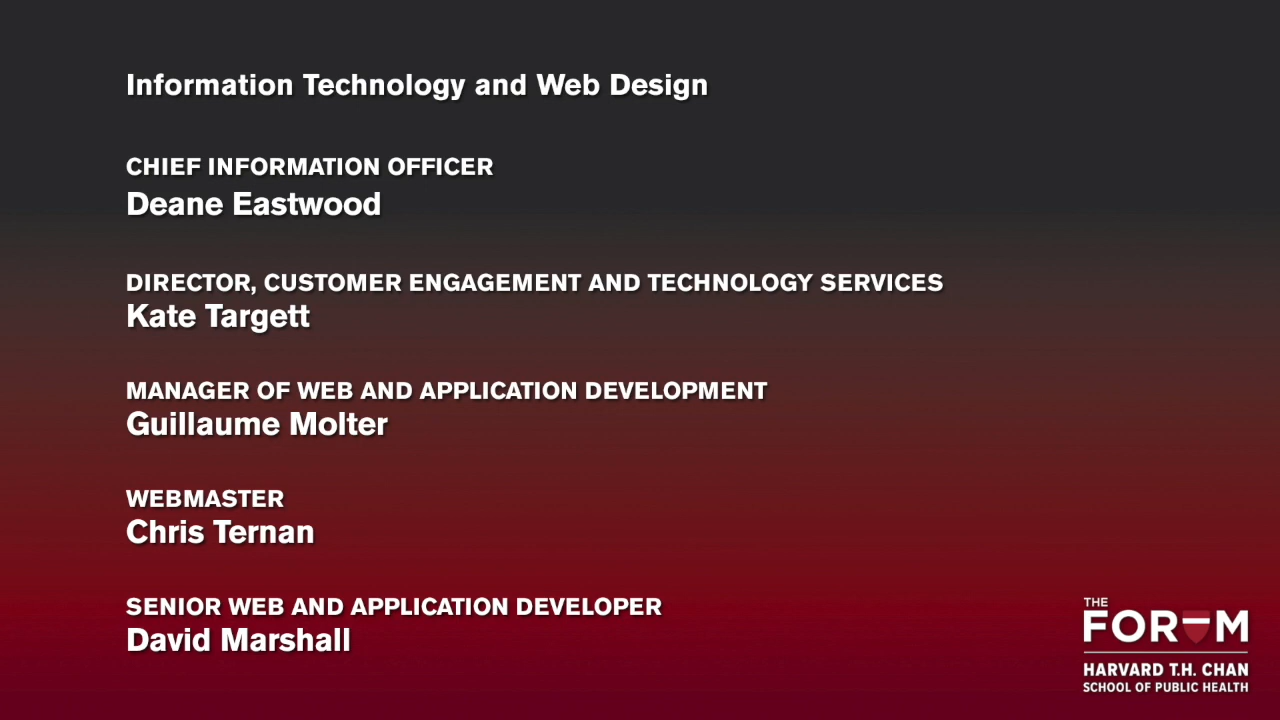 Information Technology and Web Design
CHIEF INFORMATION OFFICER
Deane Eastwood
DIRECTOR, CUSTOMER ENGAGEMENT AND TECHNOLOGY SERVICES
Kate Targett
MANAGER OF WEB AND APPLICATION DEVELOPMENT
Guillaume Molter
WEBMASTER
Chris Ternan
SENIOR WEB AND APPLICATION DEVELOPER
David Marshall
THE
FORUM
HARVARD T.H. CHAN
SCHOOL OF PUBLIC HEALTH